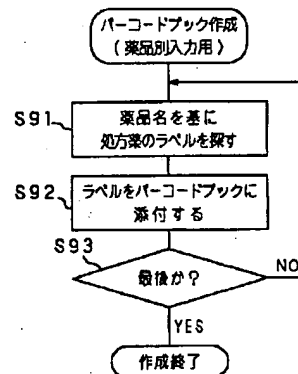 バーコードブック作成
(薬品別入力用)
S91
薬品名を基に
処方薬のラベルを探す
S92
ラベルをバーコードブックに
添付する
S93
最後か?
NO
YES
作成終了